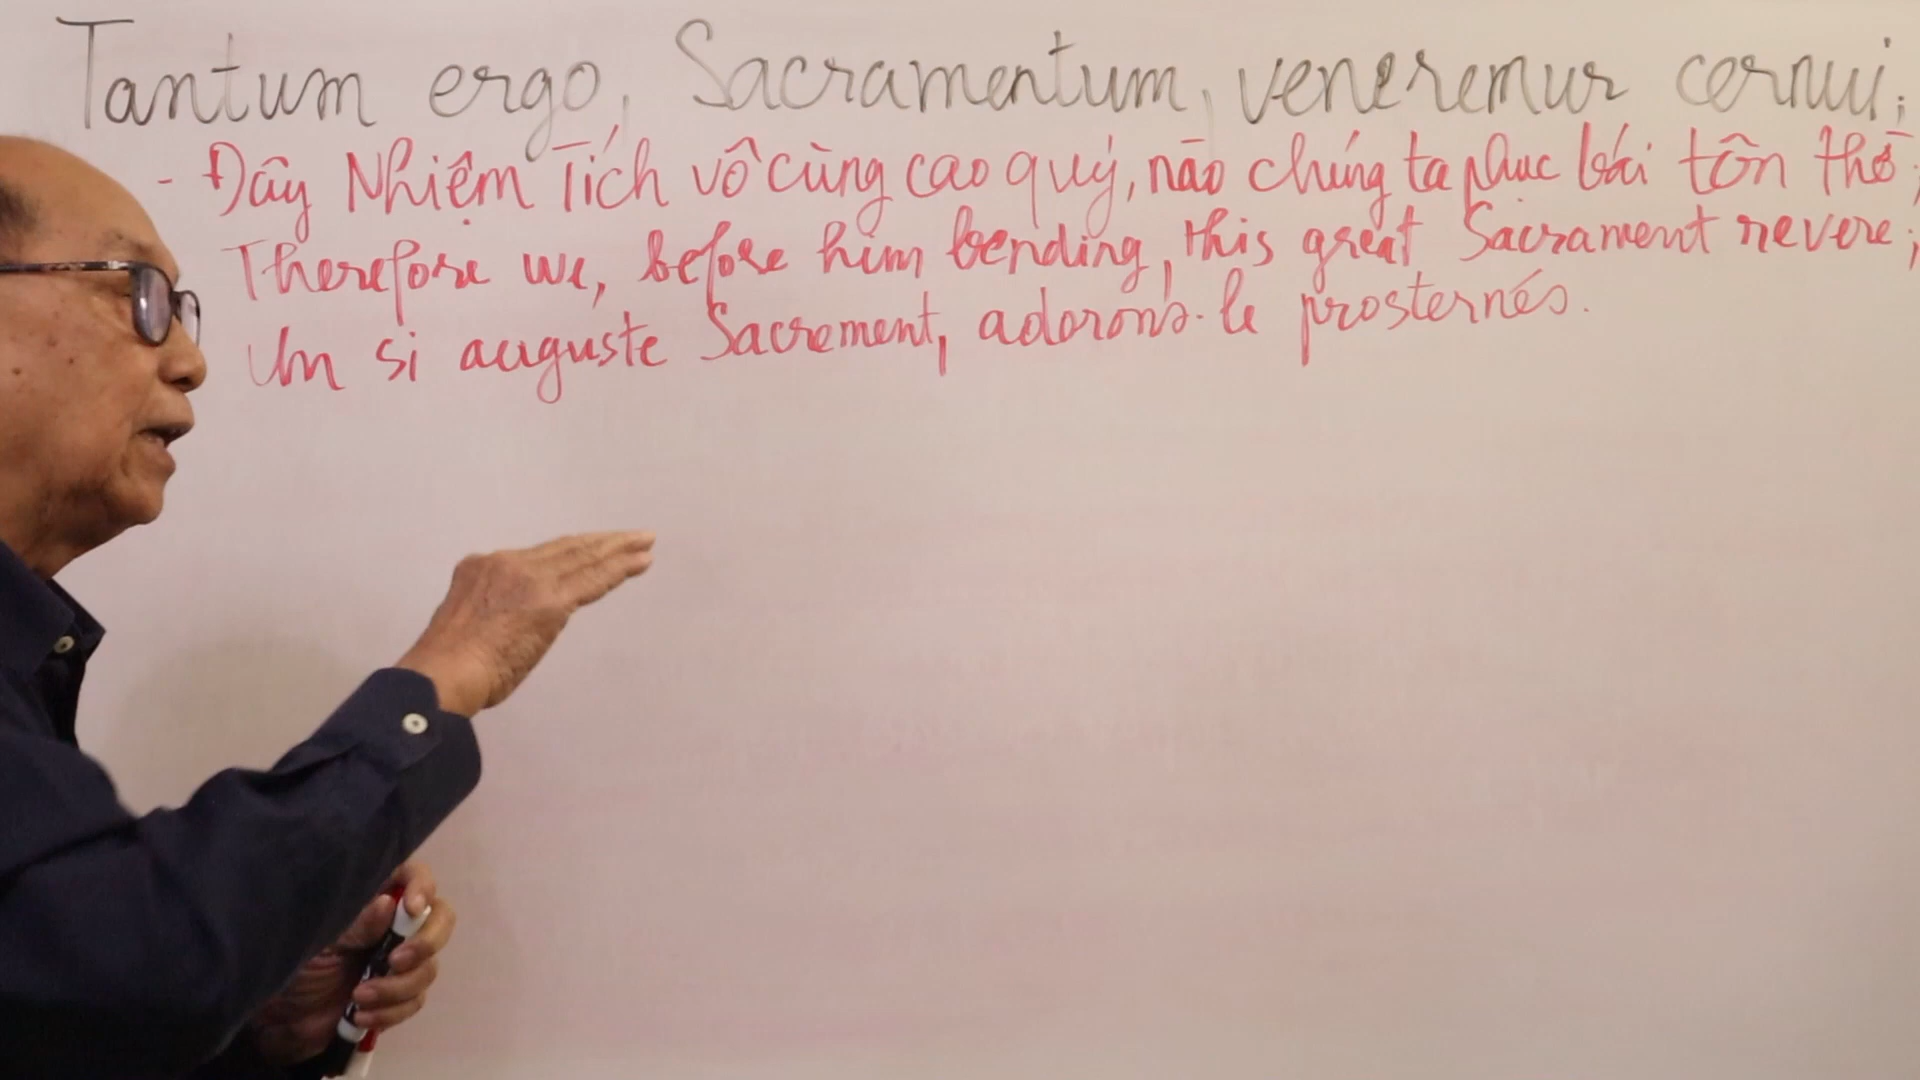 Tantum ergo, Sacramentum, veneremur cernui;
- Đây Nhiệm Tích vô cùng cao quý, nào chúng ta phục bái tôn thờ;
Therefore we, before him bending, this great Sacrament revere;
Un si auguste Sacrement, adorons-le prosternés.